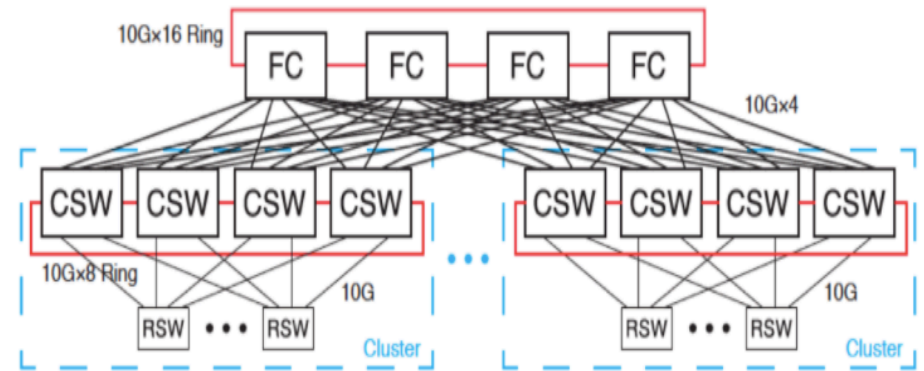 10G×16 Ring
FC FC FC FC
10G×4
CSW CSW CSW CSW CSW CSW CSW CSW
10G×8 Ring
10G
10G
RSW RSW RSW RSW
Cluster
Cluster